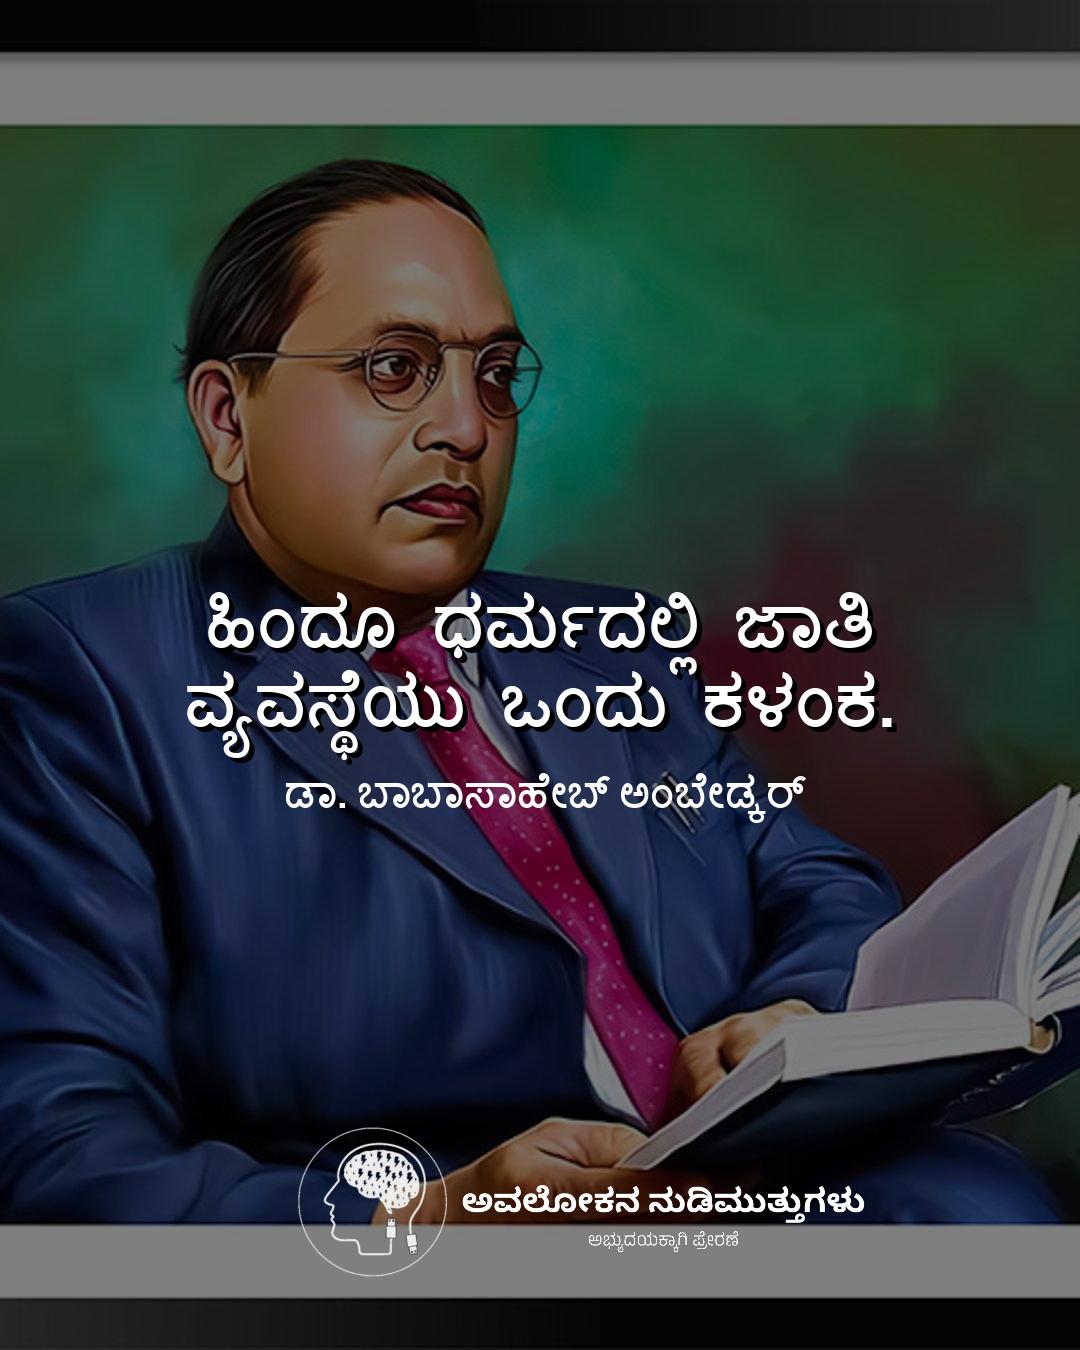 ಹಿಂದೂ ಧರ್ಮದಲ್ಲಿ ಜಾತಿ
ವ್ಯವಸ್ಥೆಯು ಒಂದು ಕಳಂಕ.
ಡಾ. ಬಾಬಾಸಾಹೇಬ್ ಅಂಬೇಡ್ಕರ್
ಅವಲೋಕನ ನುಡಿಮುತ್ತುಗಳು
ಅಭ್ಯುದಯಕ್ಕಾಗಿ ಪ್ರೇರಣೆ